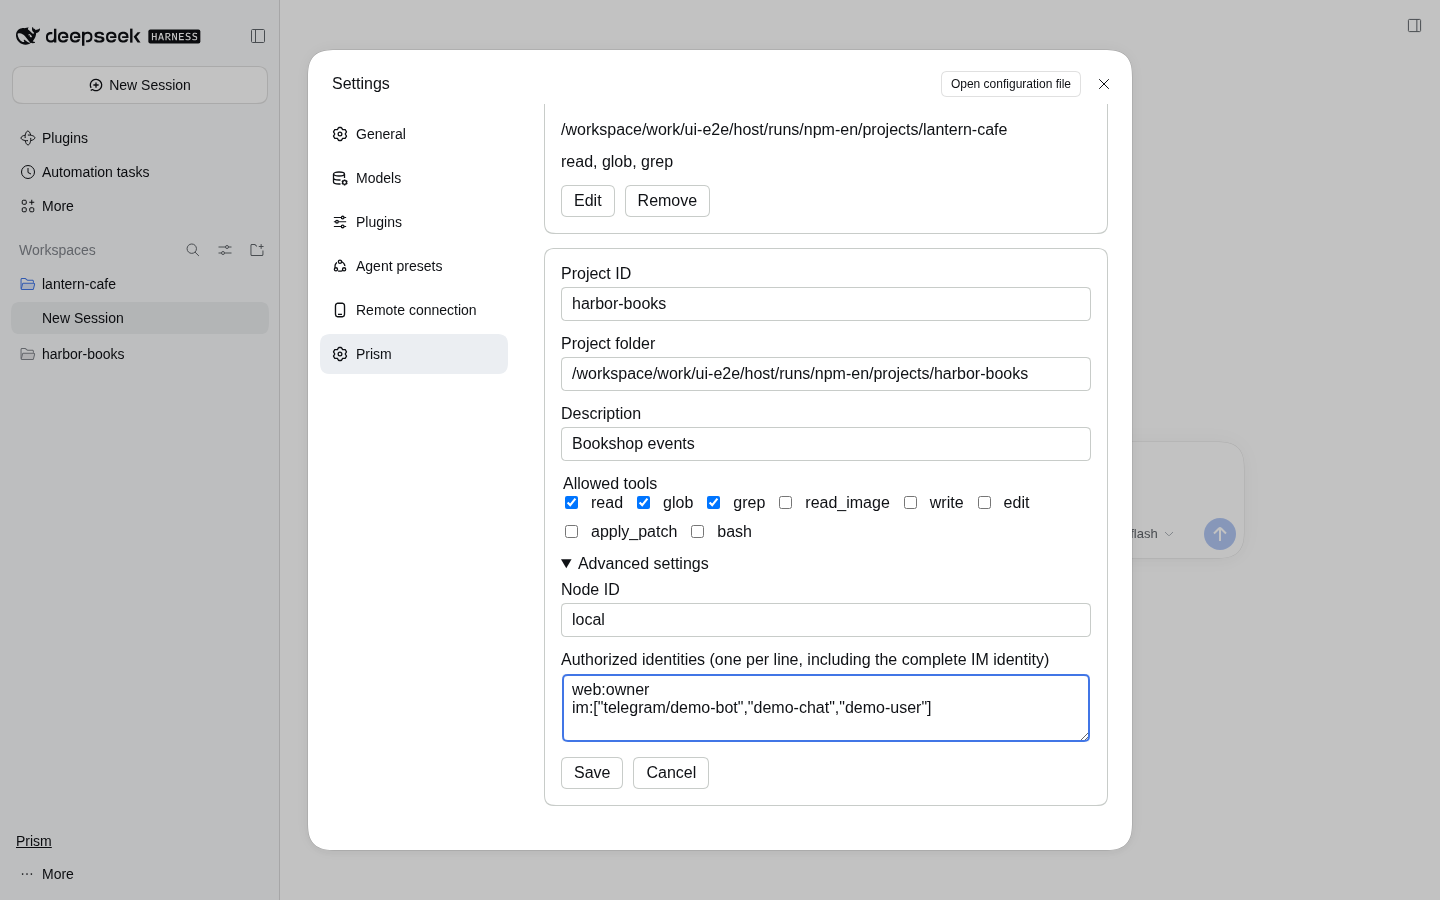 deepseek HARNESS
New Session
Plugins
Automation tasks
More
Workspaces
lantern-cafe
New Session
harbor-books
Prism
More
Settings
Open configuration file
General
Models
Plugins
Agent presets
Remote connection
Prism
/workspace/work/ui-e2e/host/runs/npm-en/projects/lantern-cafe
read, glob, grep
Edit Remove
Project ID
harbor-books
Project folder
/workspace/work/ui-e2e/host/runs/npm-en/projects/harbor-books
Description
Bookshop events
Allowed tools
read glob grep read_image write edit
apply_patch bash
Advanced settings
Node ID
local
Authorized identities (one per line, including the complete IM identity)
web:owner
im:["telegram/demo-bot","demo-chat","demo-user"]
Save Cancel
flash